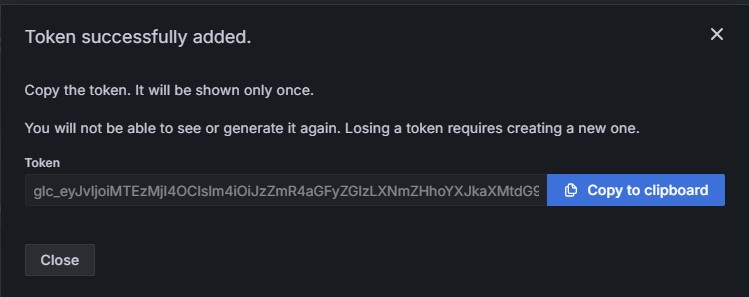 Token successfully added.
Copy the token. It will be shown only once.
You will not be able to see or generate it again. Losing a token requires creating a new one.
Token
Copy to clipboard
Close